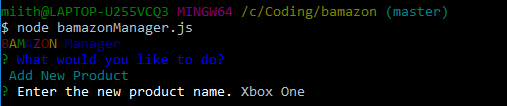 miith@LAPTOP-U255VCQ3 MINGW64 /c/Coding/bamazon (master)
$ node bamazonManager.js
BAMAZON Manager
? What would you like to do?
Add New Product
? Enter the new product name. Xbox One